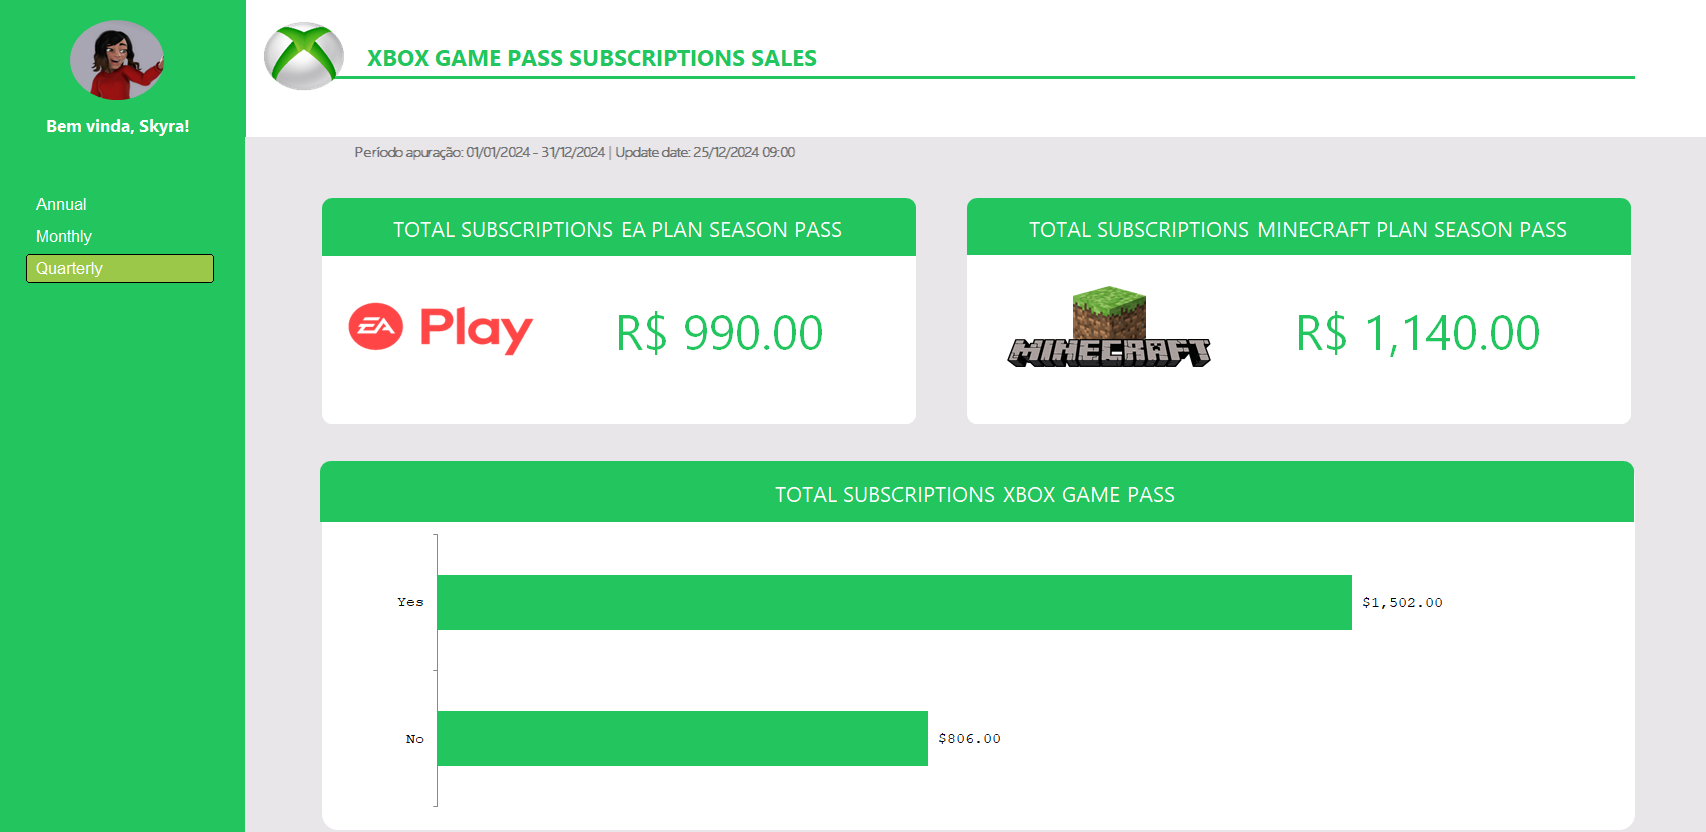 Bem vinda, Skyra!
Annual
Monthly
Quarterly
XBOX GAME PASS SUBSCRIPTIONS SALES
Período apuração: 01/01/2024 - 31/12/2024 | Update date: 25/12/2024 09:00
TOTAL SUBSCRIPTIONS EA PLAN SEASON PASS
EA Play
R$ 990.00
TOTAL SUBSCRIPTIONS MINECRAFT PLAN SEASON PASS
MINECRAFT
R$ 1,140.00
TOTAL SUBSCRIPTIONS XBOX GAME PASS
Yes $1,502.00
No $806.00